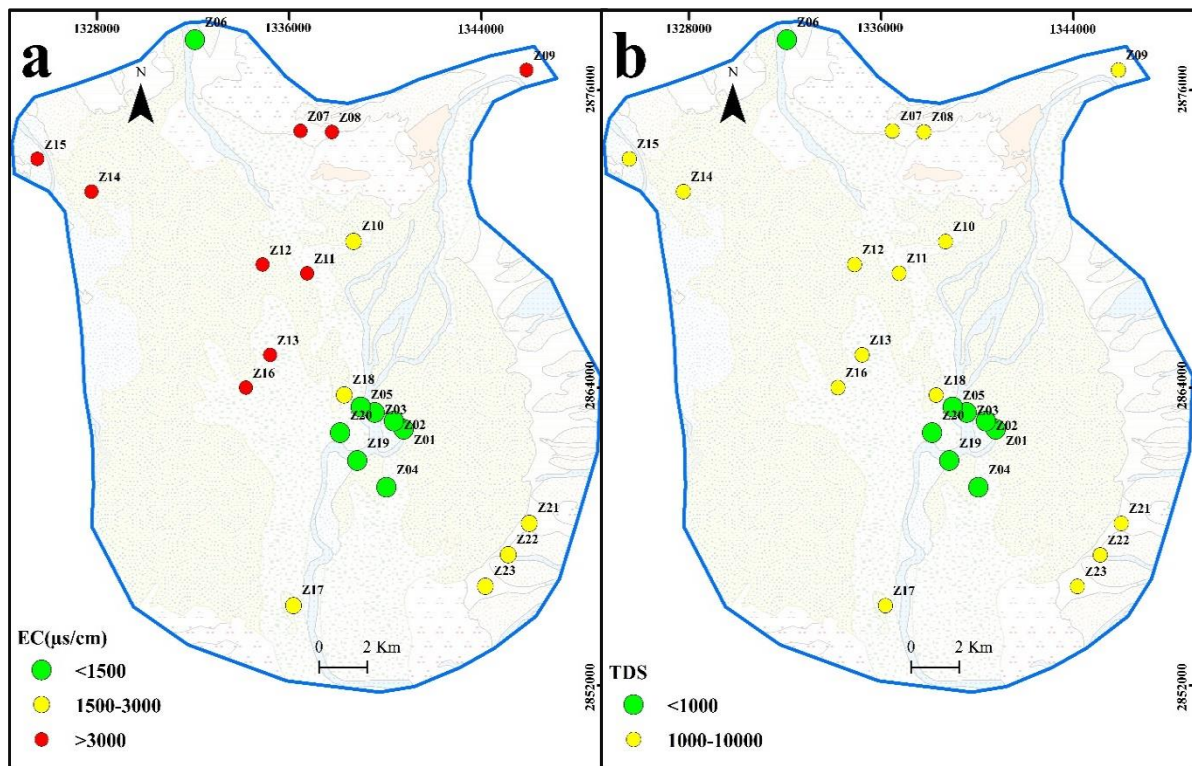 a
1328000
1336000
1344000
2876000
2864000
2852000
N
Z06
Z09
Z07
Z08
Z15
Z14
Z10
Z12
Z11
Z13
Z16
Z18
Z05
Z03
Z20
Z02
Z01
Z19
Z04
Z21
Z22
Z23
Z17
0 2 Km
EC(µs/cm)
<1500
1500-3000
>3000
b
1328000
1336000
1344000
2876000
2864000
2852000
N
Z06
Z09
Z07
Z08
Z15
Z14
Z10
Z12
Z11
Z13
Z16
Z18
Z05
Z03
Z20
Z02
Z01
Z19
Z04
Z21
Z22
Z23
Z17
0 2 Km
TDS
<1000
1000-10000